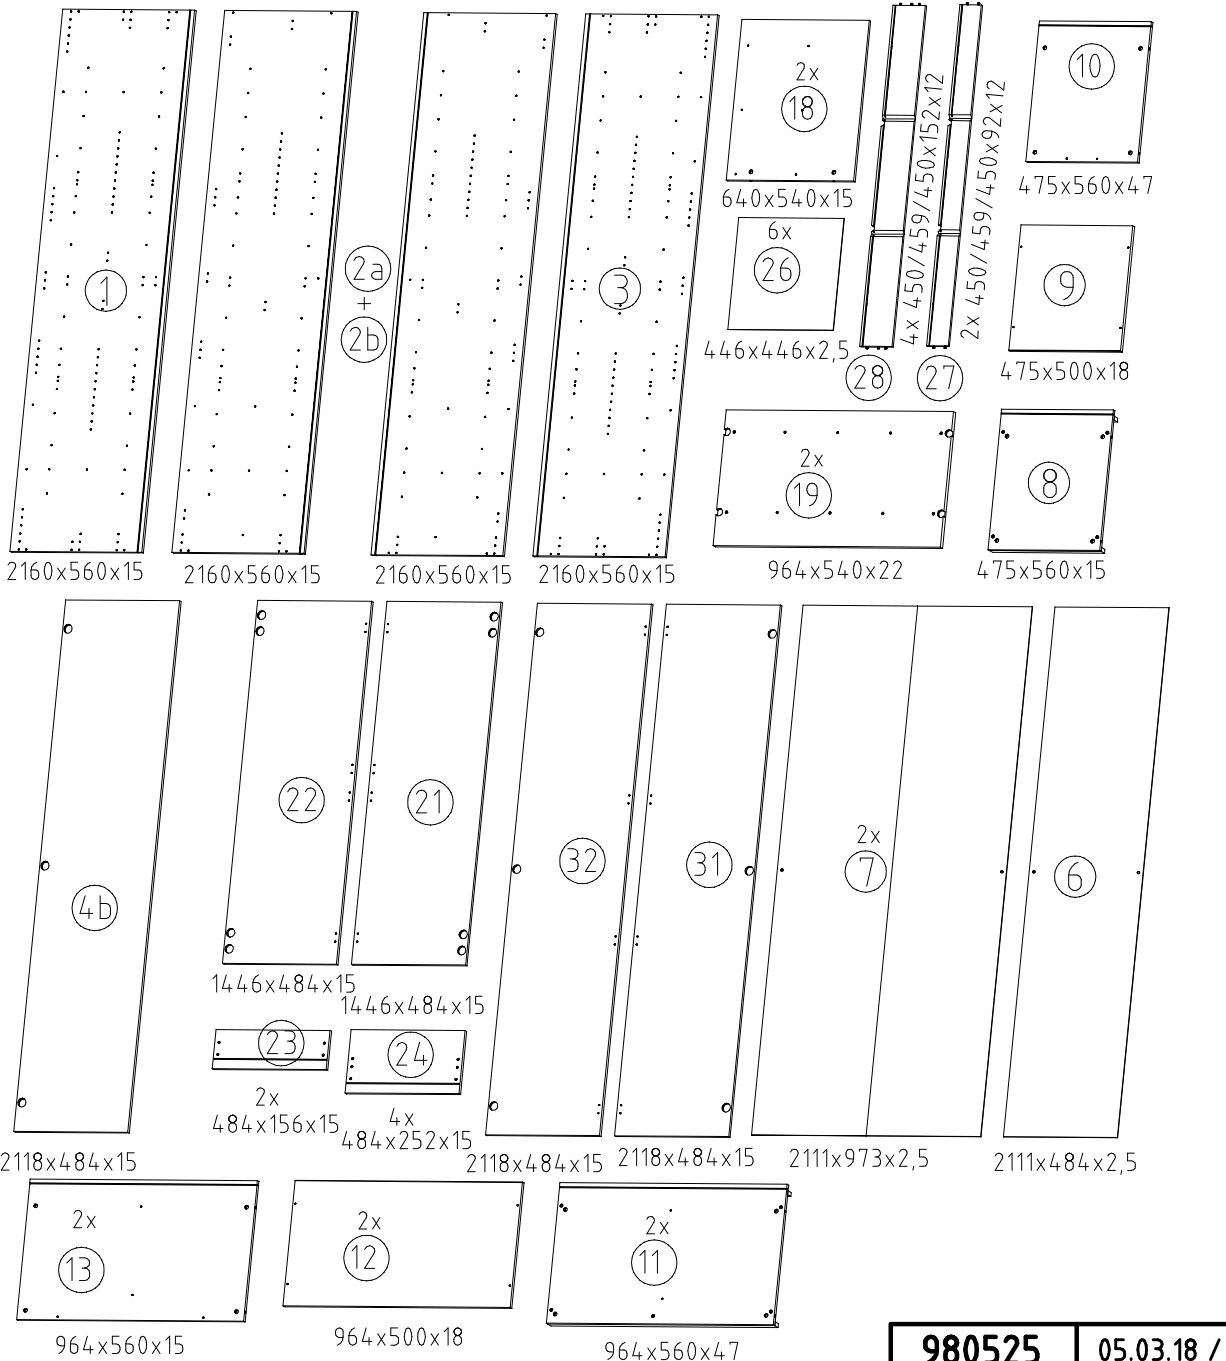 1
2160x560x15
2160x560x15
2a
+
2b
2160x560x15
3
2160x560x15
2x
18
640x540x15
6x
26
446x446x2,5
4x 450/459/450x152x12
28
2x 450/459/450x92x12
27
10
475x560x47
9
475x500x18
2x
19
964x540x22
8
475x560x15
4b
2118x484x15
22
1446x484x15
21
1446x484x15
23
2x
484x156x15
24
4x
484x252x15
32
2118x484x15
31
2118x484x15
2x
7
2111x973x2,5
6
2111x484x2,5
2x
13
964x560x15
2x
12
964x500x18
2x
11
964x560x47
980525
05.03.18 /